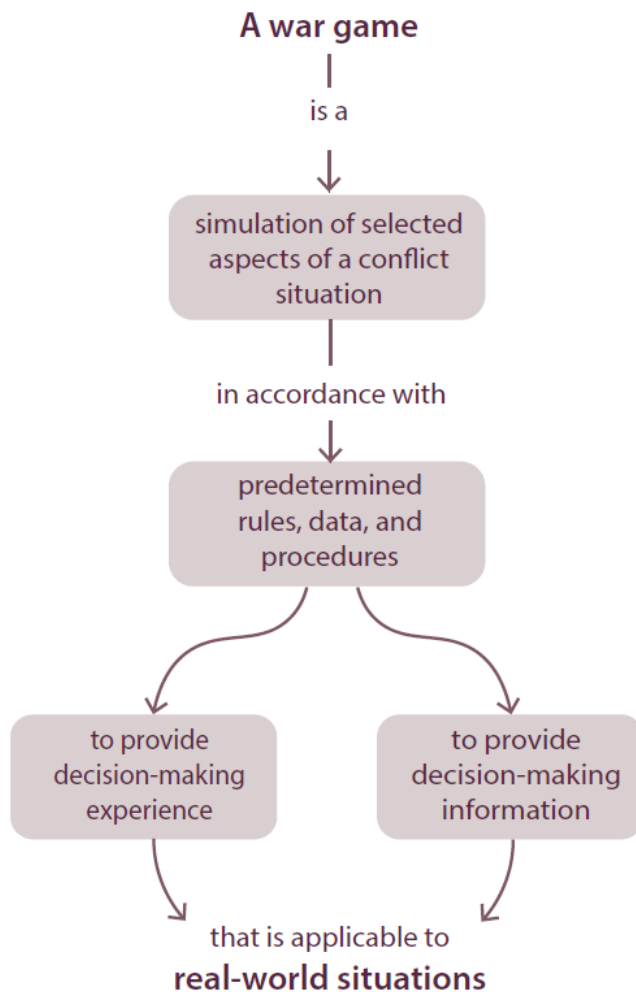 A war game
is a
simulation of selected
aspects of a conflict
situation
in accordance with
predetermined
rules, data, and
procedures
to provide
decision-making
experience
to provide
decision-making
information
that is applicable to
real-world situations